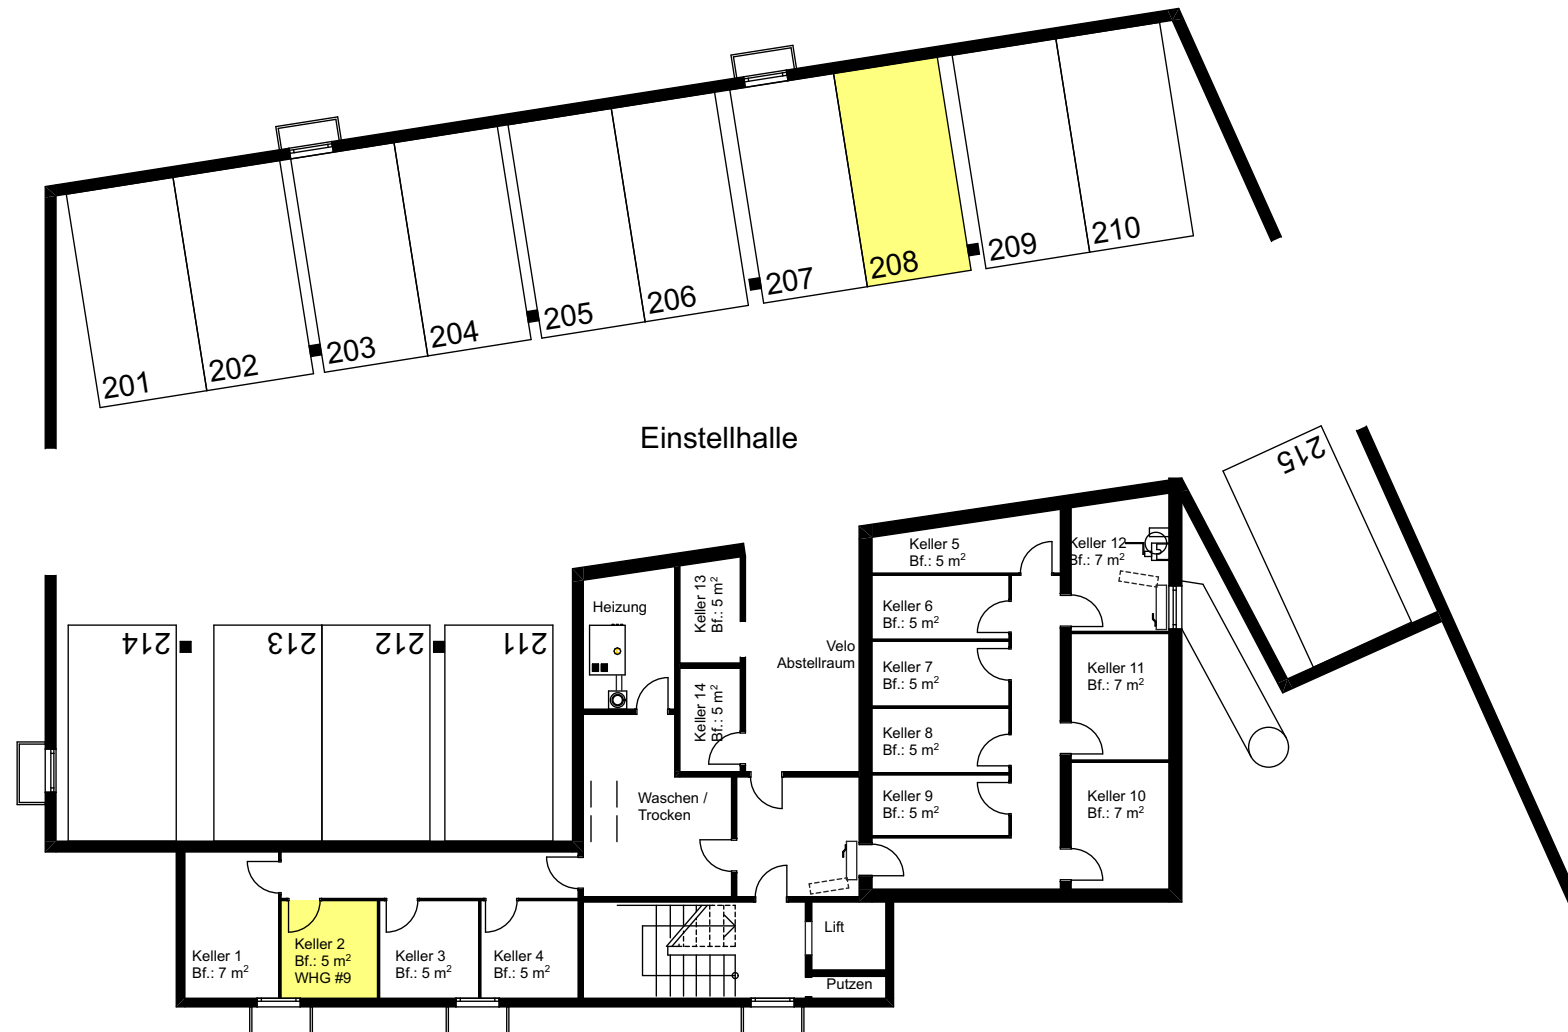 201
202
203
204
205
206
207
208
209
210
Einstellhalle
215
214
213
212
211
Heizung
Keller 13
Bf.: 5 m²
Keller 14
Bf.: 5 m²
Velo
Abstellraum
Waschen /
Trocken
Keller 5
Bf.: 5 m²
Keller 6
Bf.: 5 m²
Keller 7
Bf.: 5 m²
Keller 8
Bf.: 5 m²
Keller 9
Bf.: 5 m²
Keller 12
Bf.: 7 m²
Keller 11
Bf.: 7 m²
Keller 10
Bf.: 7 m²
Keller 1
Bf.: 7 m²
Keller 2
Bf.: 5 m²
WHG #9
Keller 3
Bf.: 5 m²
Keller 4
Bf.: 5 m²
Lift
Putzen